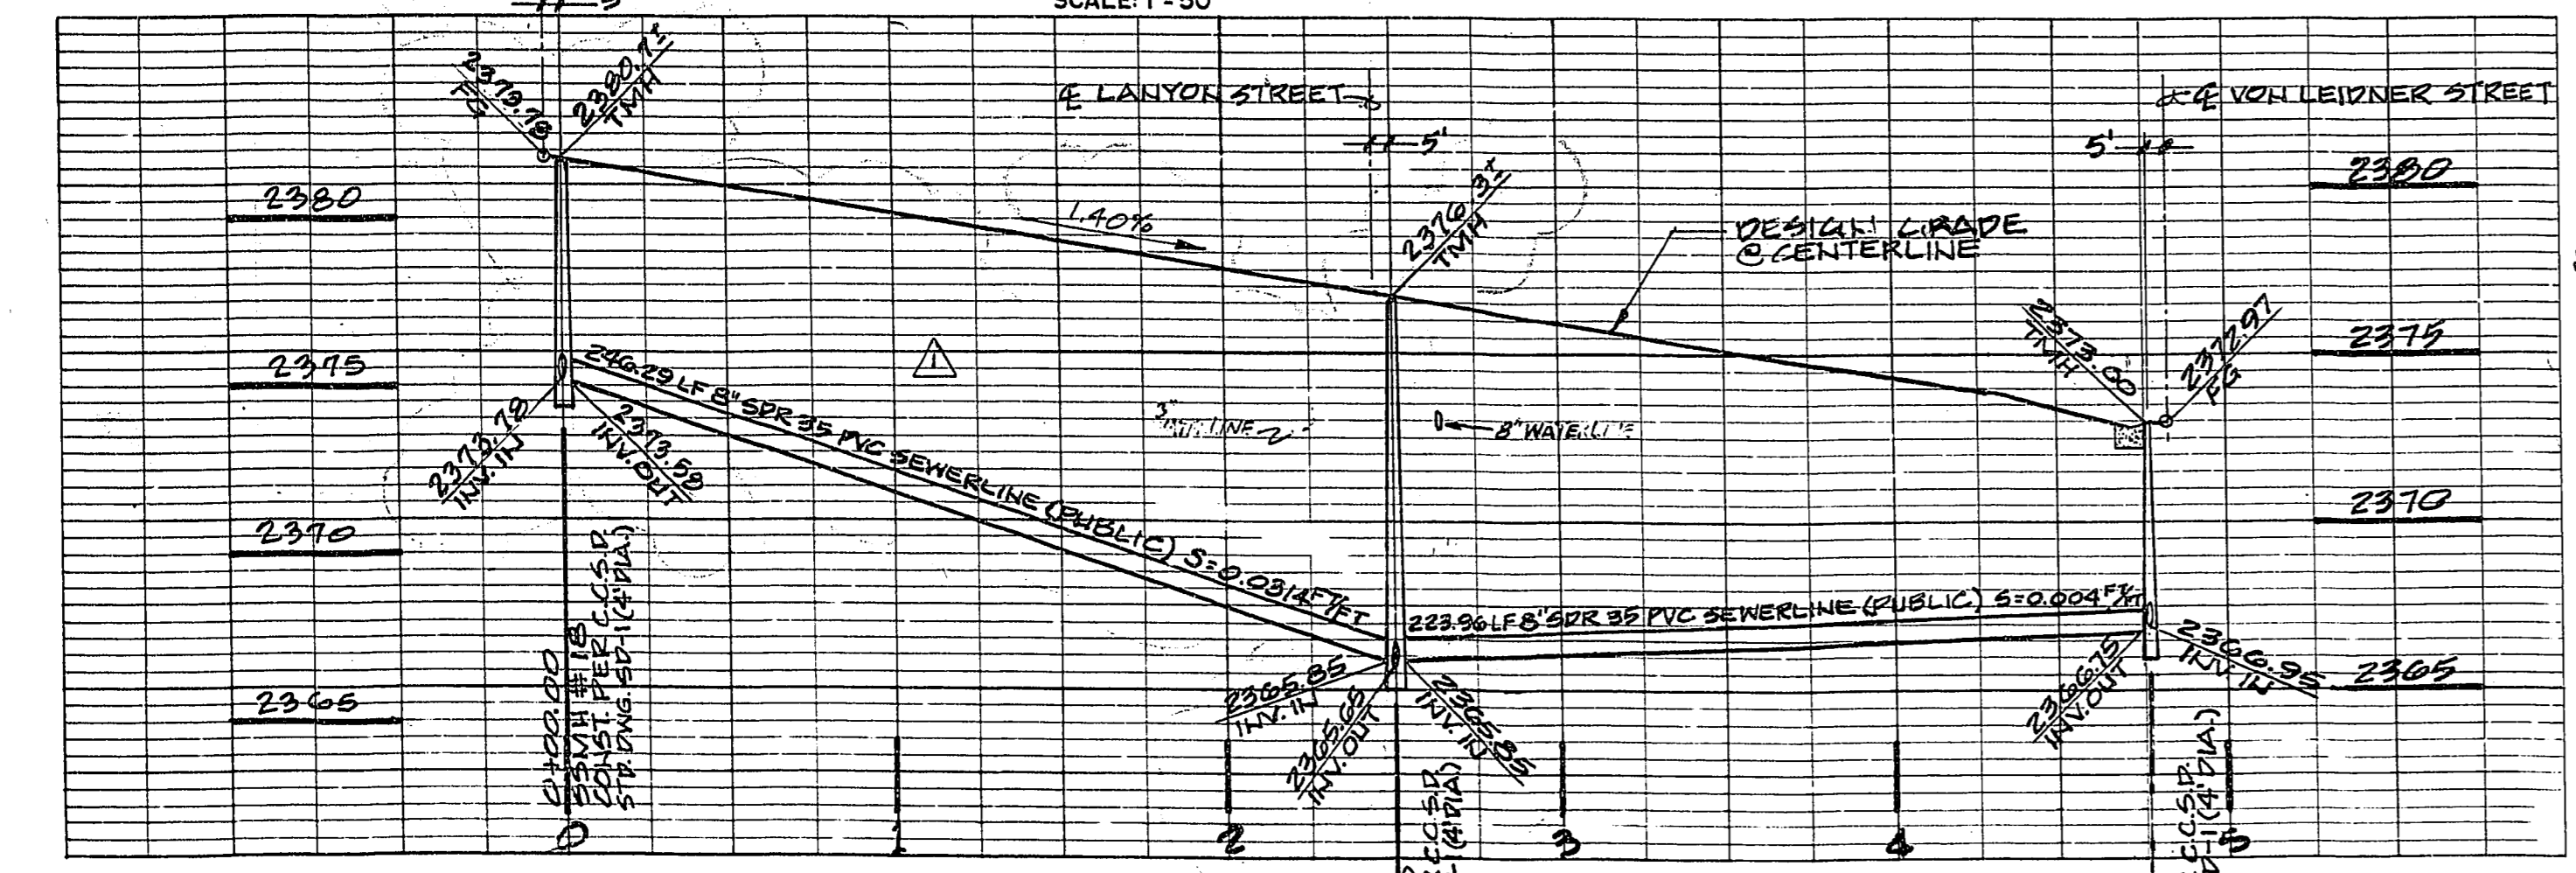 SCALE: 1"=50'
5'
2379.78
FG
2380.7±
TMH
℄ LANYON STREET
5'
℄ VON LEIDNER STREET
5'
2380
2380
1.40%
2376.3±
TMH
DESIGN GRADE
@ CENTERLINE
2373.00
TMH
2372.97
FG
2375
2375
246.29 LF 8" SDR 35 PVC SEWERLINE (PUBLIC) S=0.0314 FT/FT
1
3"
LINE
8" WATERLINE
2373.78
INV. IN
2373.58
INV. OUT
2370
2370
223.96 LF 8" SDR 35 PVC SEWERLINE (PUBLIC) S=0.004 FT/FT
2365
2365
0+00.00
SSMH #18
CONST. PER C.C.S.D.
STD. DWG. SD-1 (4' DIA.)
2365.85
INV. IN
2365.65
INV. OUT
2365.85
INV. IN
2366.75
INV. OUT
2366.95
INV. IN
C.C.S.D.
(4' DIA.)
C.C.S.D.
D-1 (4' DIA.)
0
1
2
3
4
5